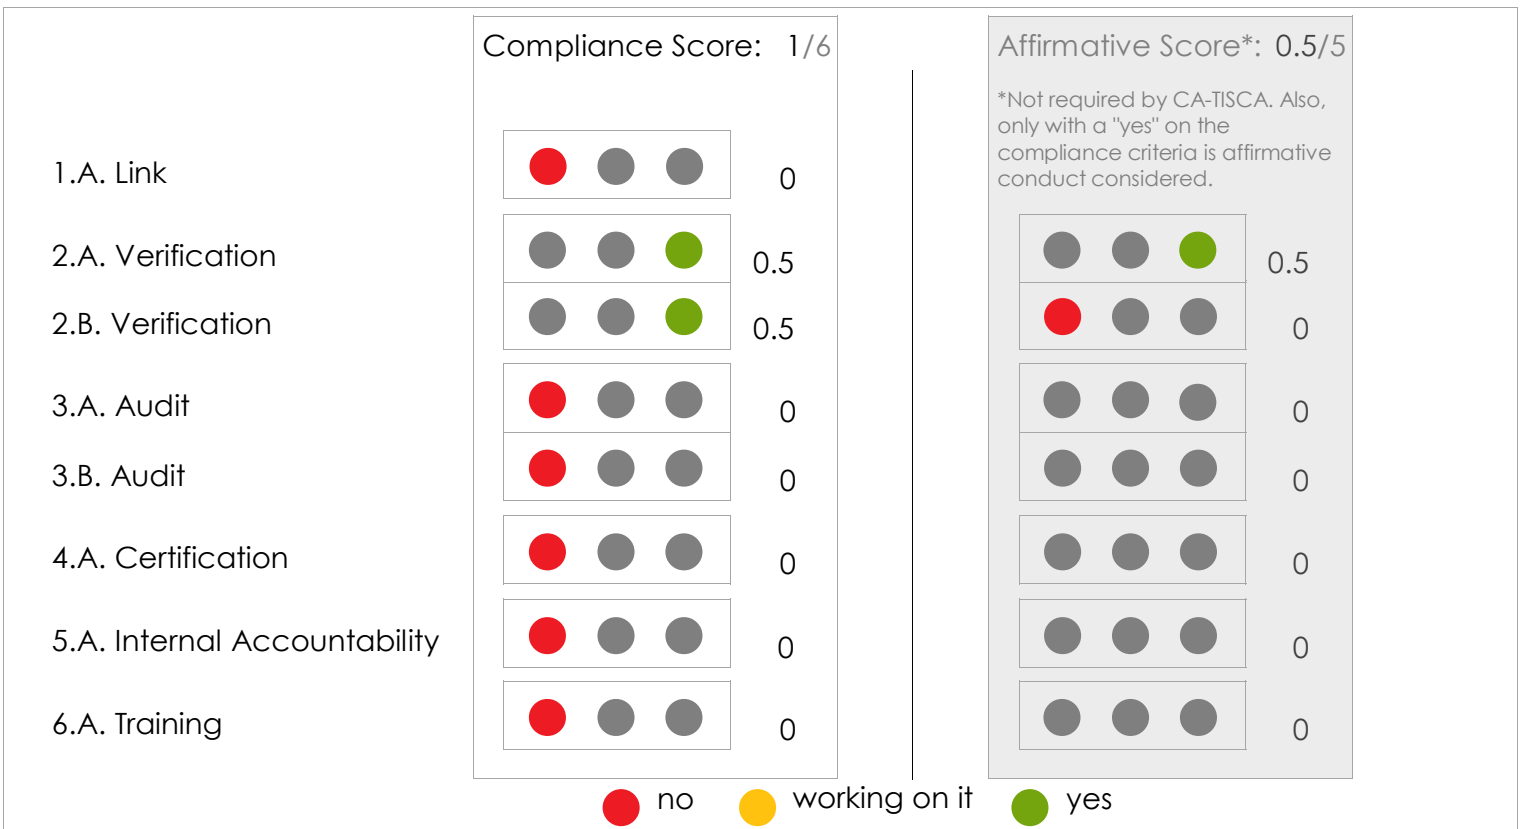 Compliance Score: 1/6
Affirmative Score*: 0.5/5
*Not required by CA-TISCA. Also,
only with a "yes" on the
compliance criteria is affirmative
conduct considered.
1.A. Link 0
2.A. Verification 0.5 0.5
2.B. Verification 0.5 0
3.A. Audit 0 0
3.B. Audit 0 0
4.A. Certification 0 0
5.A. Internal Accountability 0 0
6.A. Training 0 0
no working on it yes